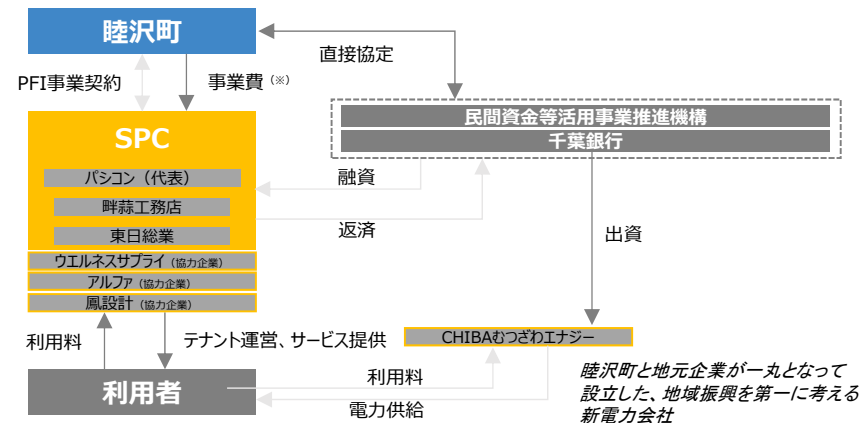 睦沢町
直接協定
PFI事業契約
事業費（※）
民間資金等活用事業推進機構
千葉銀行
SPC
パシコン（代表）
畔蒜工務店
東日総業
融資
返済
出資
ウエルネスサプライ（協力企業）
アルファ（協力企業）
鳳設計（協力企業）
利用料
テナント運営、サービス提供
CHIBAむつざわエナジー
利用者
利用料
電力供給
睦沢町と地元企業が一丸となって
設立した、地域振興を第一に考える
新電力会社